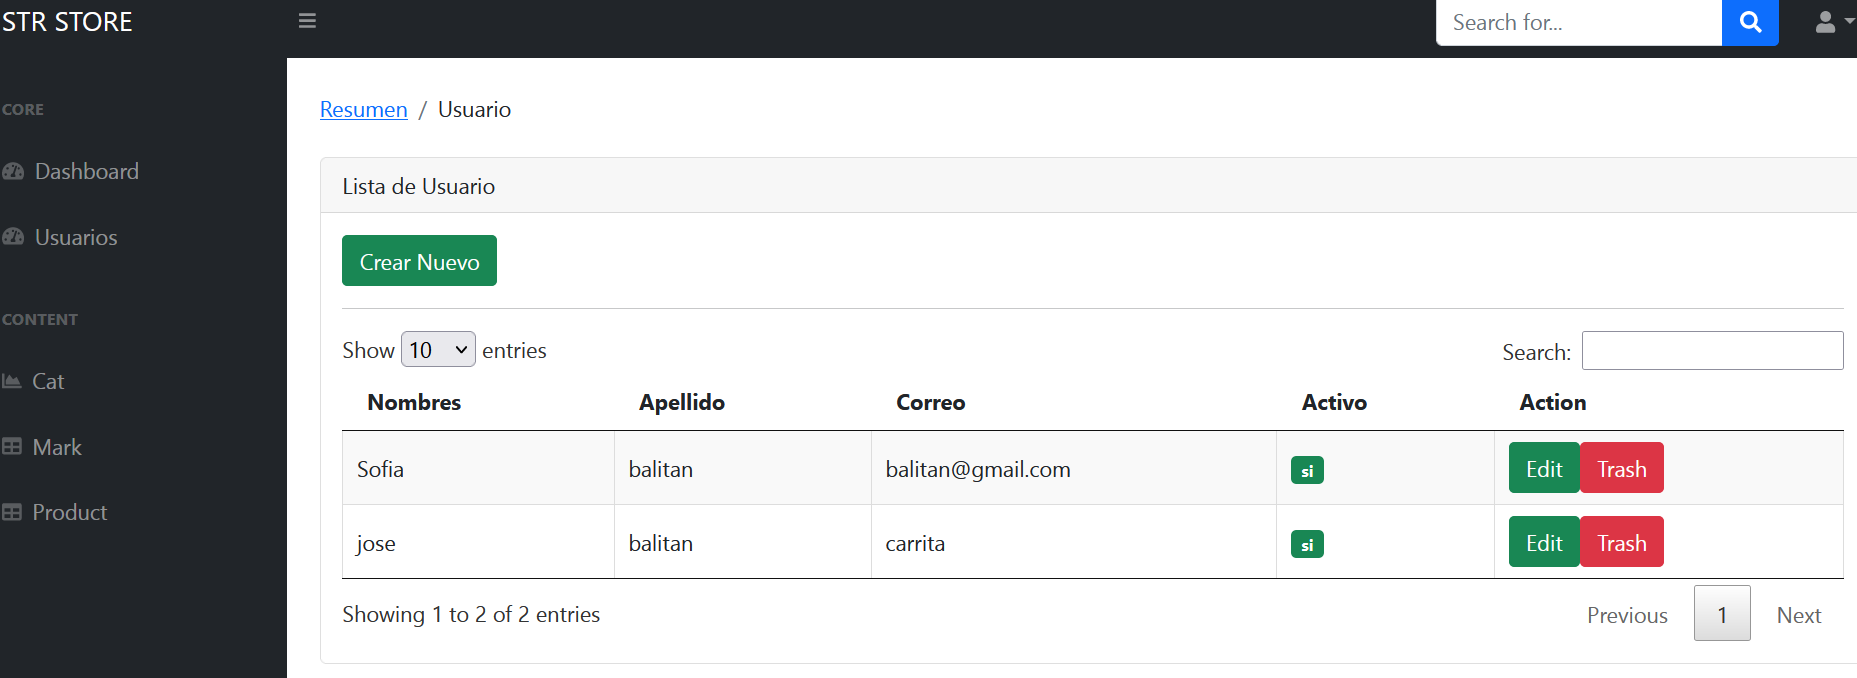 STR STORE
Search for...
CORE
Dashboard
Usuarios
CONTENT
Cat
Mark
Product
Resumen / Usuario
Lista de Usuario
Crear Nuevo
Show 10 entries
Search:
Nombres Apellido Correo Activo Action
Sofia balitan balitan@gmail.com si Edit Trash
jose balitan carrita si Edit Trash
Showing 1 to 2 of 2 entries
Previous 1 Next